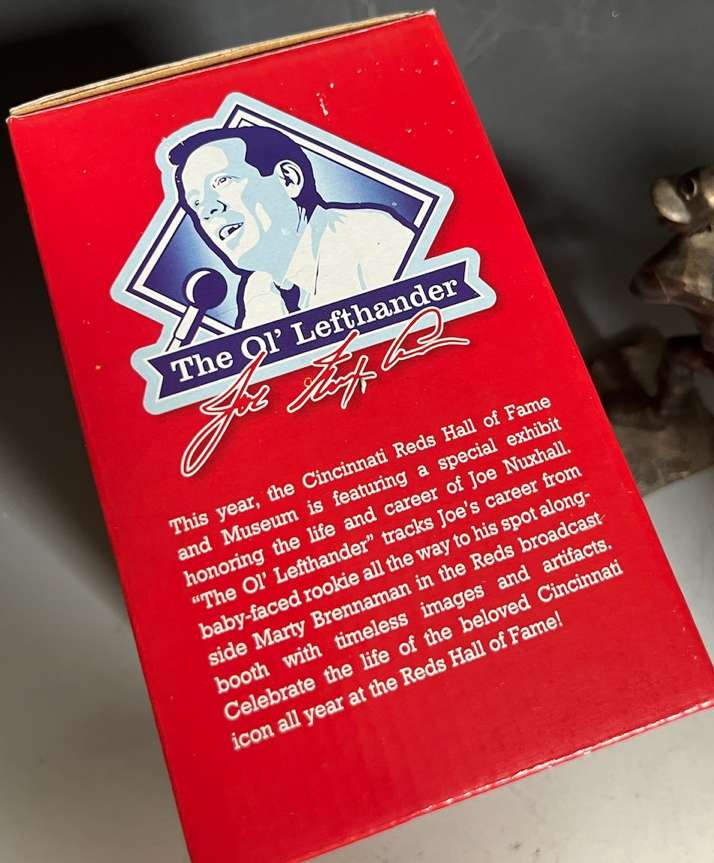 The Ol' Lefthander
Joe Nuxhall
This year, the Cincinnati Reds Hall of Fame
and Museum is featuring a special exhibit
honoring the life and career of Joe Nuxhall.
“The Ol' Lefthander” tracks Joe's career from
baby-faced rookie all the way to his spot along-
side Marty Brennaman in the Reds broadcast
booth with timeless images and artifacts.
Celebrate the life of the beloved Cincinnati
icon all year at the Reds Hall of Fame!